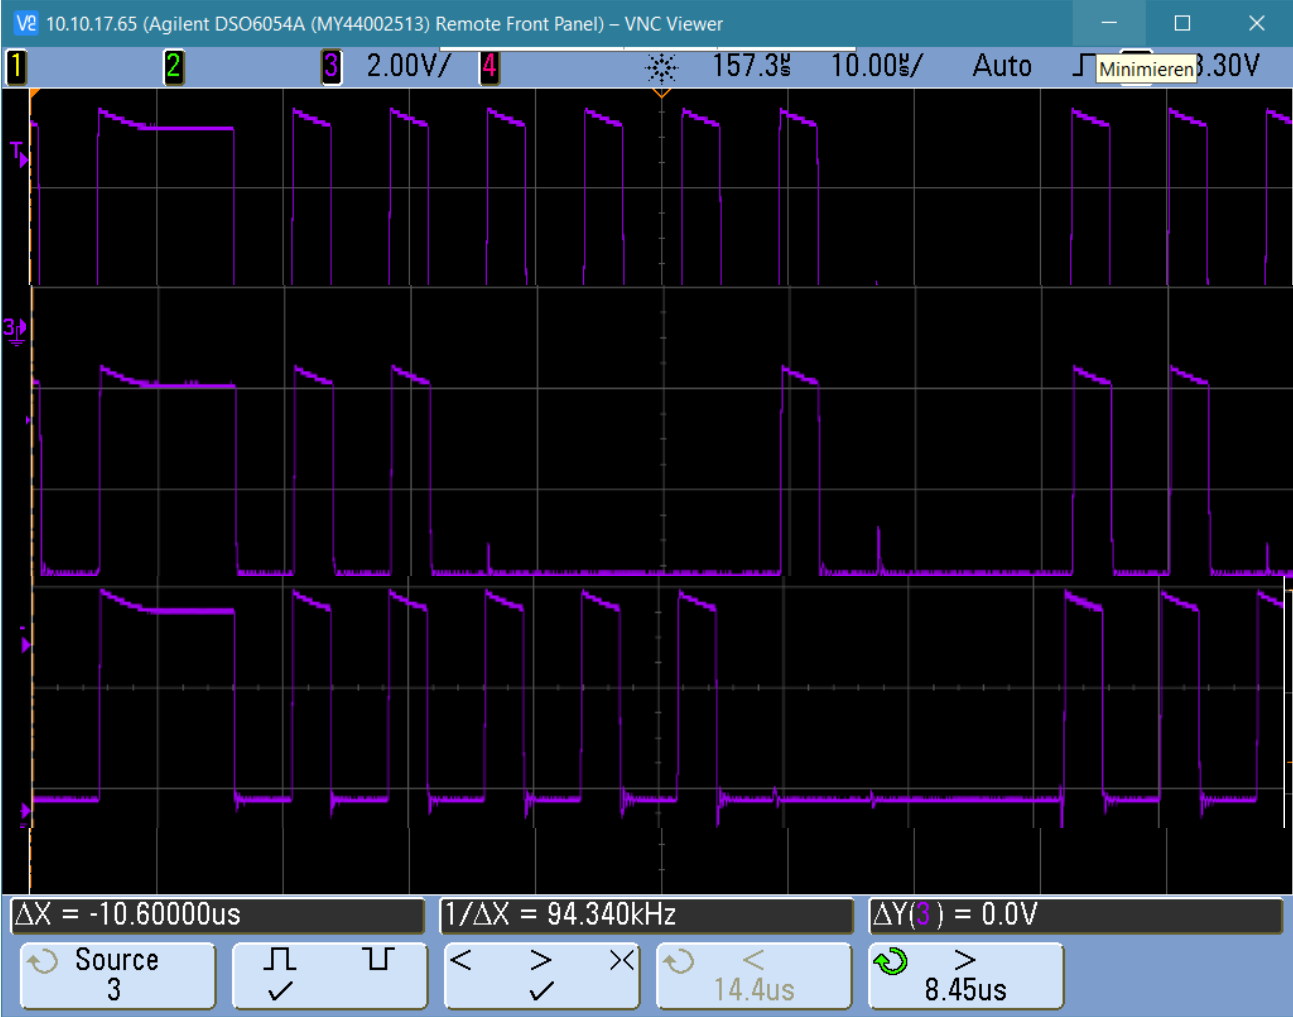 V2 10.10.17.65 (Agilent DSO6054A (MY44002513) Remote Front Panel) – VNC Viewer
1 2 3 2.00V/ 4 157.3us 10.00us/ Auto Minimieren 3.30V
T
3
ΔX = -10.60000us 1/ΔX = 94.340kHz ΔY(3) = 0.0V
Source < > >< < >
3 14.4us 8.45us